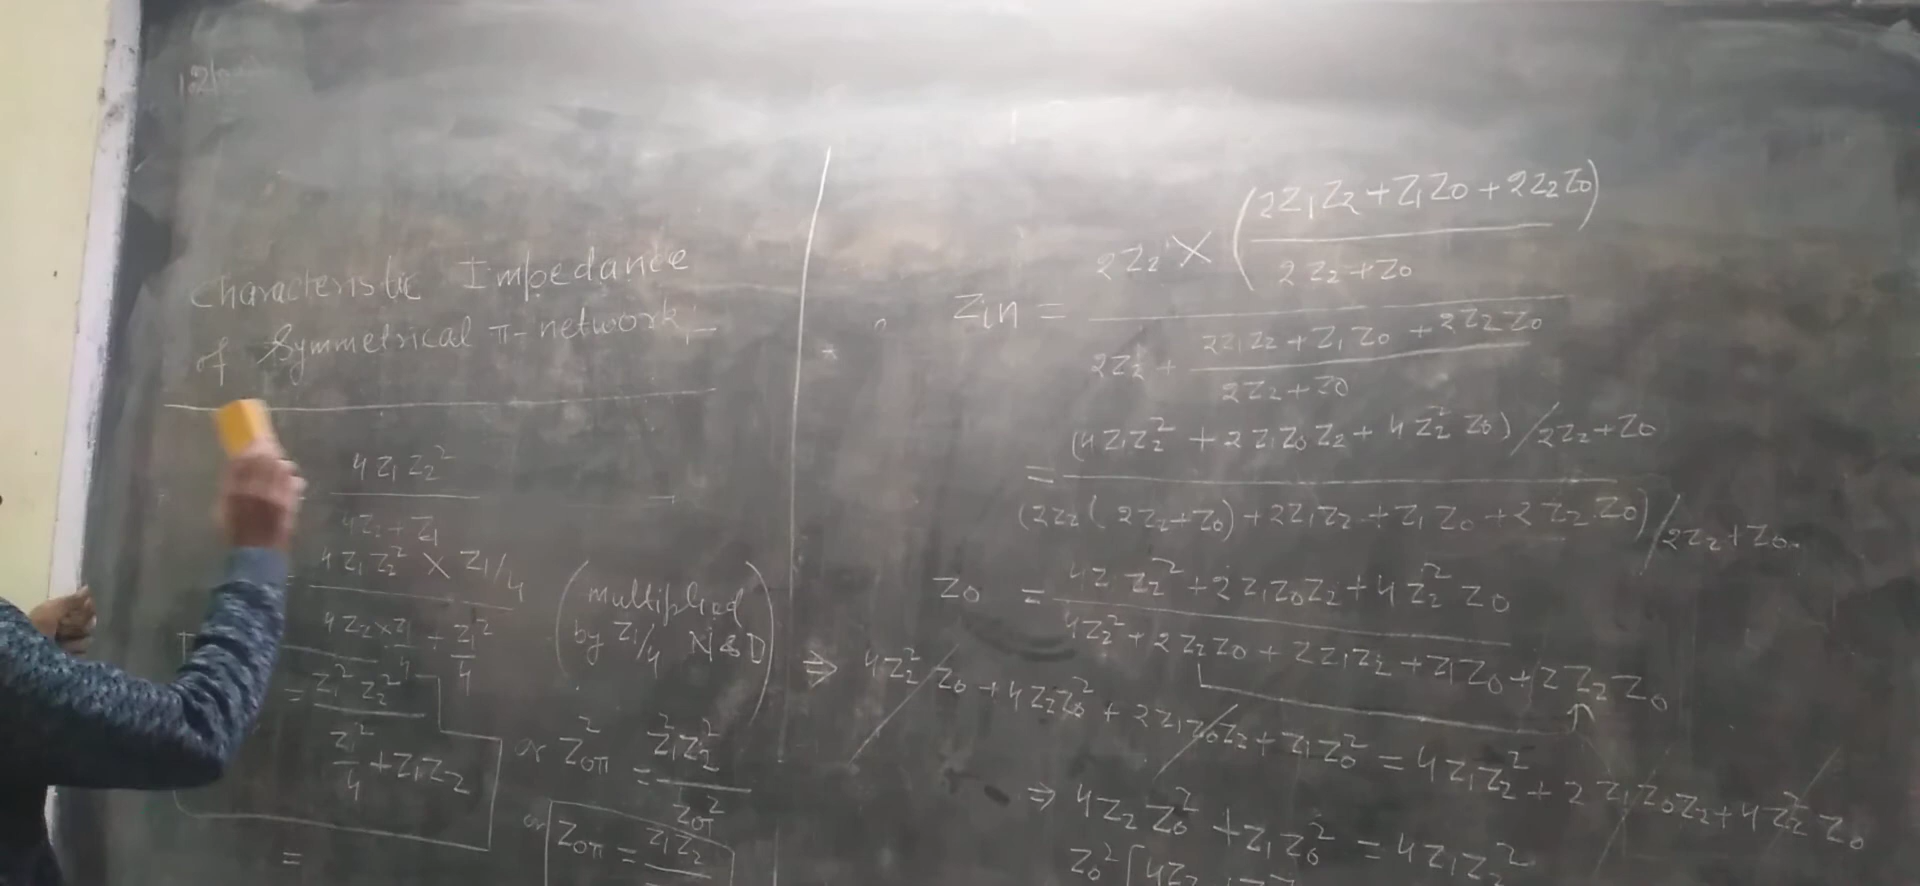 Characteristic Impedance
of Symmetrical π-network,
4Z₁Z₂²
4Z₂+Z₁
= 4Z₁Z₂² × Z₁/4
4Z₂×Z₁/4 + Z₁²/4
(multiplied
by Z₁/4 N&D)
= Z₁²Z₂²
Z₁²/4 + Z₁Z₂
=
or Z₀π² = Z₁²Z₂²
Z₀T²
or Z₀π = Z₁Z₂
Zin = 2Z₂ × (2Z₁Z₂+Z₁Z₀+2Z₂Z₀)
2Z₂+Z₀
2Z₂ + 2Z₁Z₂+Z₁Z₀+2Z₂Z₀
2Z₂+Z₀
= (4Z₁Z₂² + 2Z₁Z₀Z₂ + 4Z₂²Z₀)/2Z₂+Z₀
(2Z₂(2Z₂+Z₀)+2Z₁Z₂+Z₁Z₀+2Z₂Z₀)/2Z₂+Z₀
Z₀ = 4Z₁Z₂²+2Z₁Z₀Z₂+4Z₂²Z₀
4Z₂²+2Z₂Z₀+2Z₁Z₂+Z₁Z₀+2Z₂Z₀
⇒ 4Z₂²Z₀+4Z₂Z₀²+2Z₁Z₀Z₂+Z₁Z₀² = 4Z₁Z₂²+2Z₁Z₀Z₂+4Z₂²Z₀
⇒ 4Z₂Z₀²+Z₁Z₀² = 4Z₁Z₂²
Z₀²[4Z₂